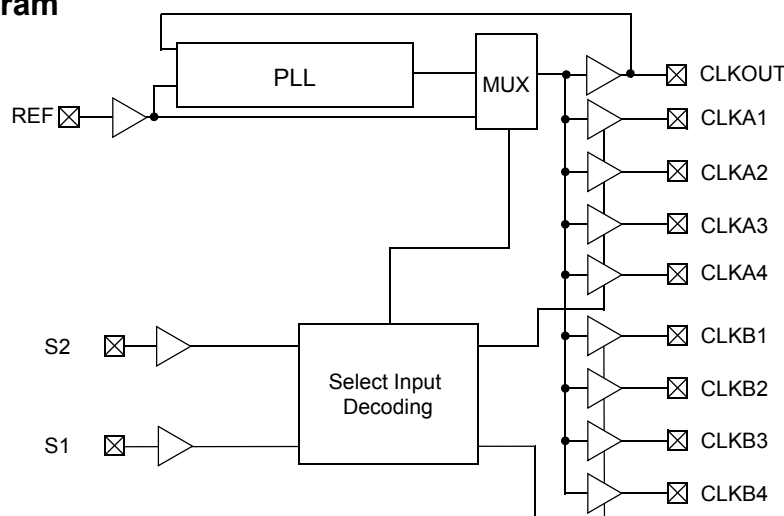 ram
PLL
MUX
REF
CLKOUT
CLKA1
CLKA2
CLKA3
CLKA4
S2
Select Input
Decoding
S1
CLKB1
CLKB2
CLKB3
CLKB4